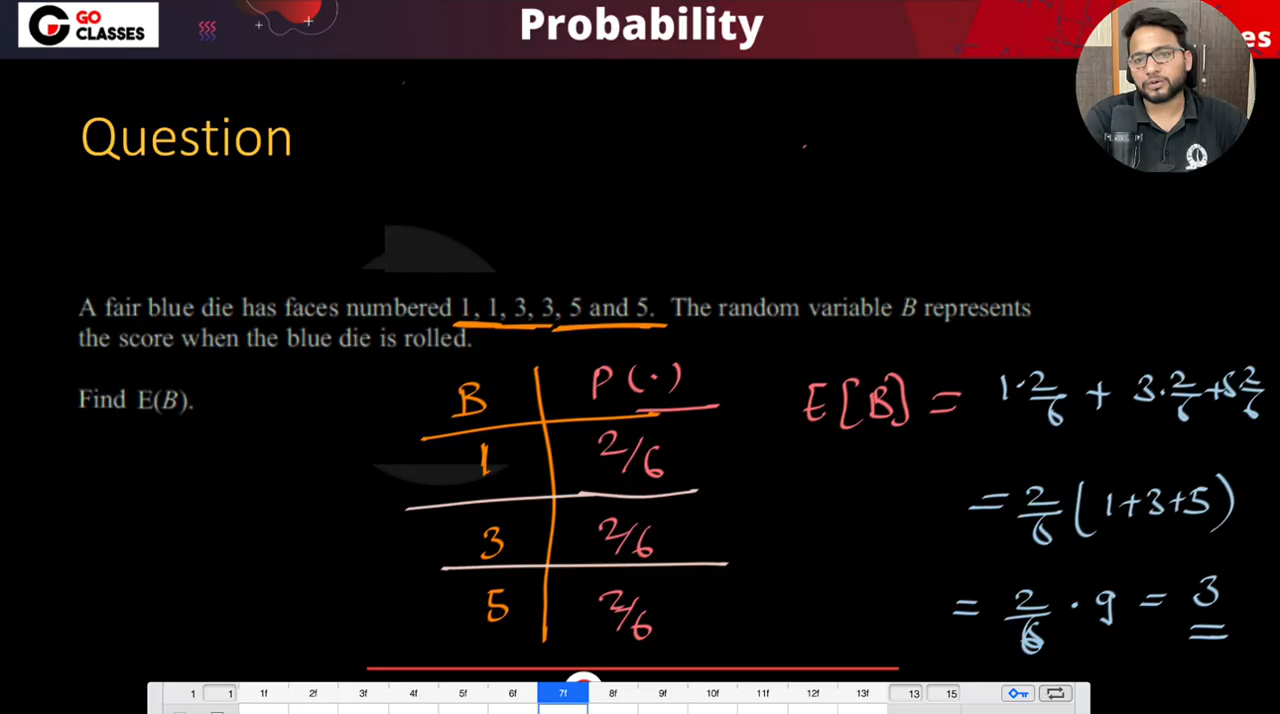 GO
CLASSES
Probability
es
Question
A fair blue die has faces numbered 1, 1, 3, 3, 5 and 5. The random variable B represents
the score when the blue die is rolled.
Find E(B).
B P(·)
1 2/6
3 2/6
5 2/6
E[B] = 1·2/6 + 3·2/6 + 5 2/6
= 2/6 (1+3+5)
= 2/6 · 9 = 3
1 1 1f 2f 3f 4f 5f 6f 7f 8f 9f 10f 11f 12f 13f 13 15